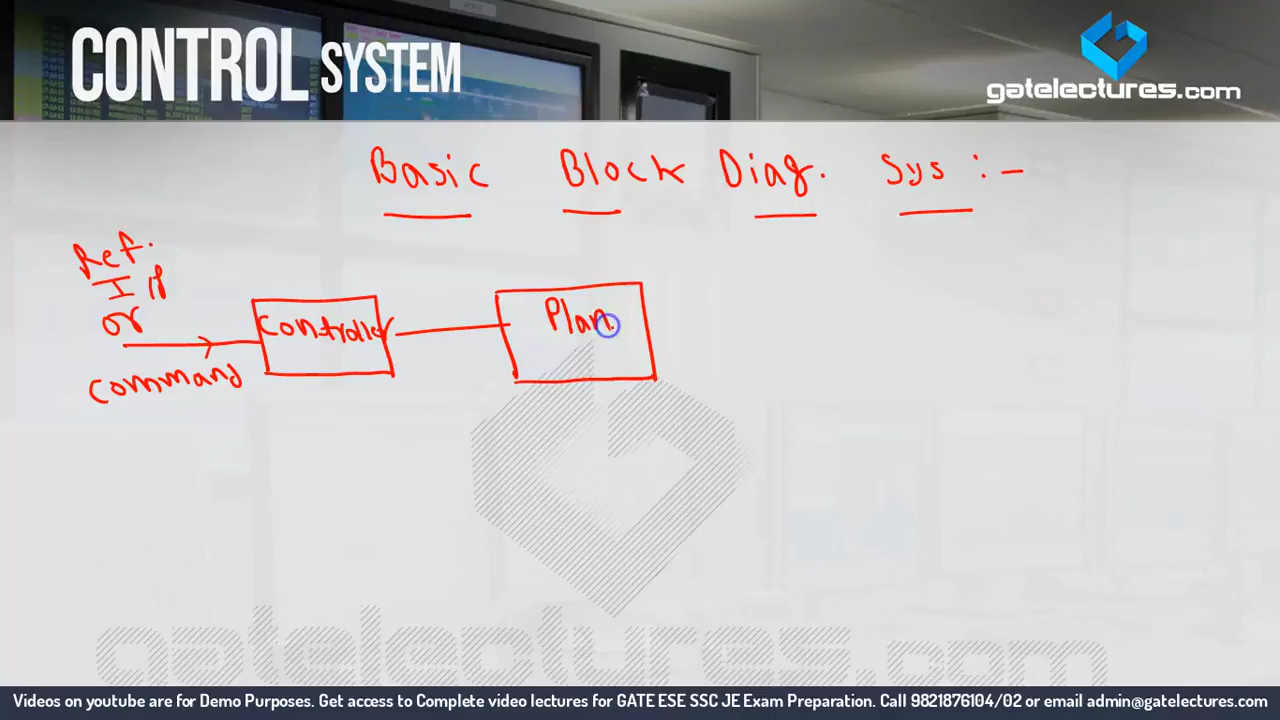 CONTROL SYSTEM
gatelectures.com
Basic Block Diag. Sys :-
Ref.
I/p
or
command
controller
Plan
gatelectures.com
Videos on youtube are for Demo Purposes. Get access to Complete video lectures for GATE ESE SSC JE Exam Preparation. Call 9821876104/02 or email admin@gatelectures.com